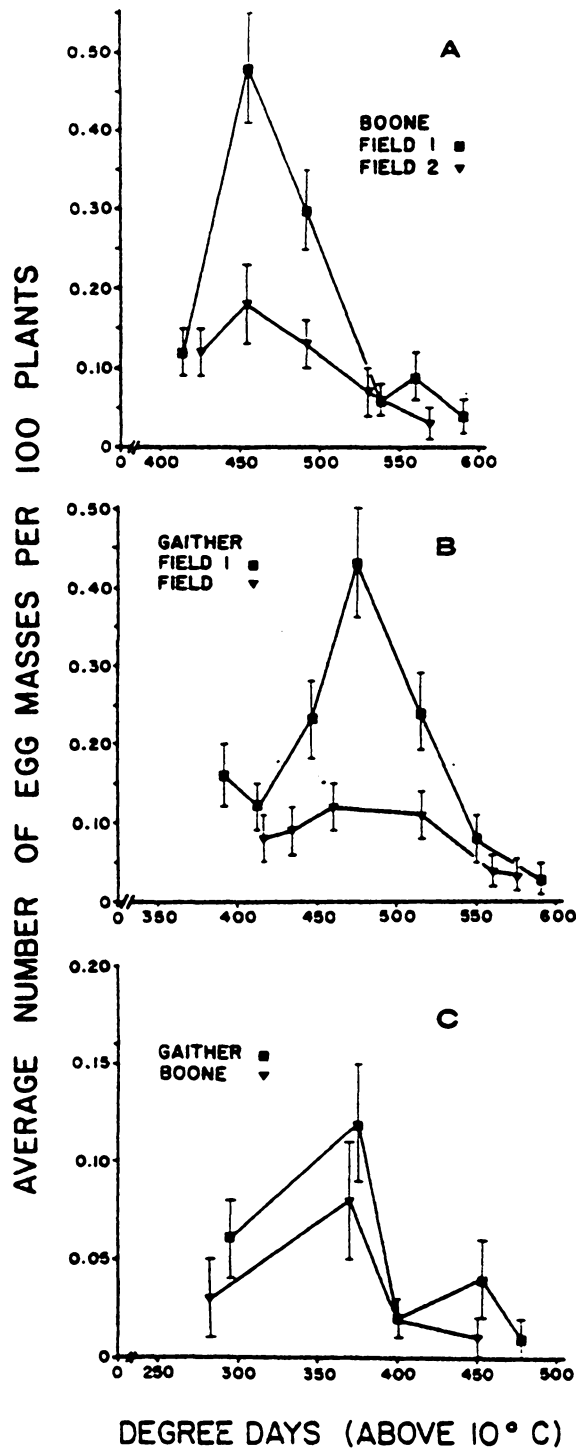 AVERAGE NUMBER OF EGG MASSES PER 100 PLANTS
A
BOONE
FIELD 1
FIELD 2
0.50
0.40
0.30
0.20
0.10
0
0 400 450 500 550 600
B
GAITHER
FIELD 1
FIELD
0.50
0.40
0.30
0.20
0.10
0
0 350 400 450 500 550 600
C
GAITHER
BOONE
0.20
0.15
0.10
0.05
0
0 250 300 350 400 450 500
DEGREE DAYS (ABOVE 10° C)